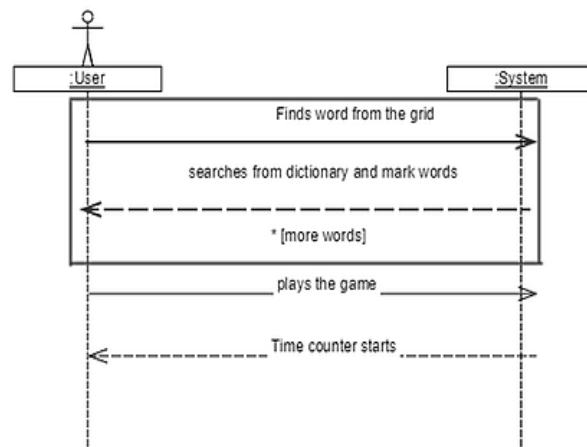 :User
:System
Finds word from the grid
searches from dictionary and mark words
* [more words]
plays the game
Time counter starts